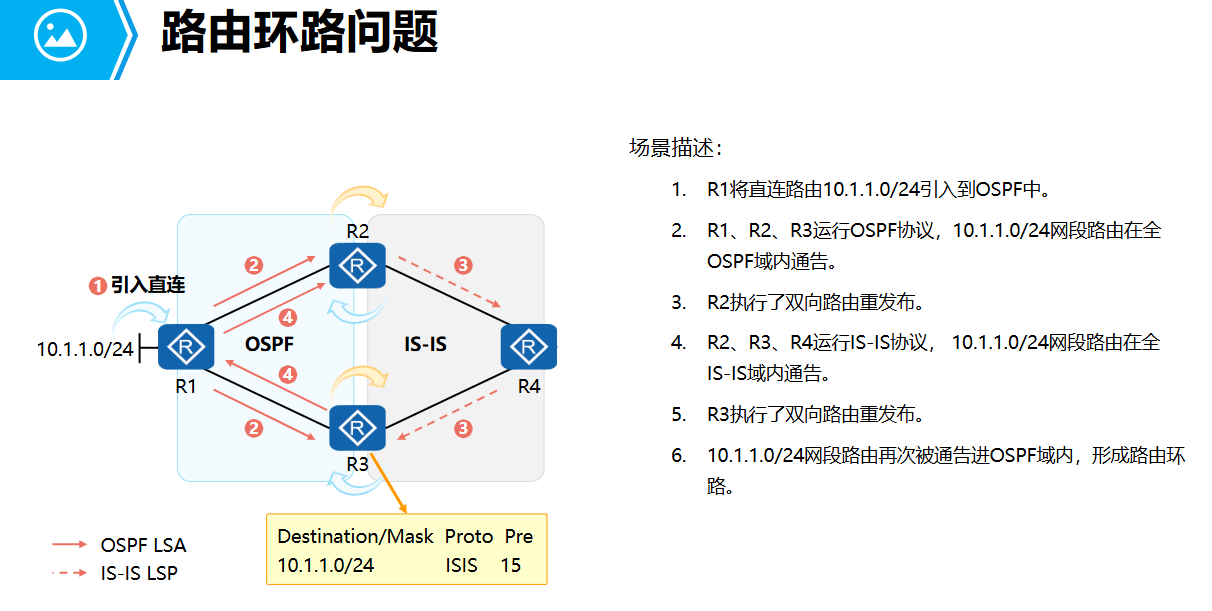 路由环路问题
场景描述：
1. R1将直连路由10.1.1.0/24引入到OSPF中。
2. R1、R2、R3运行OSPF协议，10.1.1.0/24网段路由在全
OSPF域内通告。
3. R2执行了双向路由重发布。
4. R2、R3、R4运行IS-IS协议， 10.1.1.0/24网段路由在全
IS-IS域内通告。
5. R3执行了双向路由重发布。
6. 10.1.1.0/24网段路由再次被通告进OSPF域内，形成路由环
路。
R2
2
3
1 引入直连
4
10.1.1.0/24
R
R
R
R
OSPF
IS-IS
R1
R4
4
2
3
R3
Destination/Mask Proto Pre
10.1.1.0/24 ISIS 15
OSPF LSA
IS-IS LSP